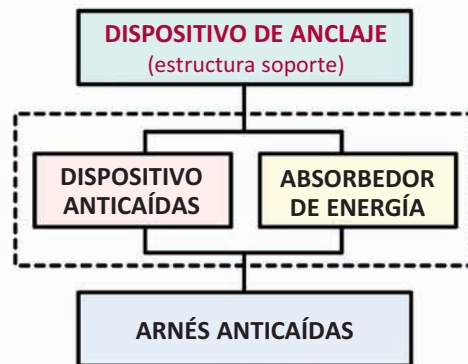 DISPOSITIVO DE ANCLAJE
(estructura soporte)
DISPOSITIVO
ANTICAÍDAS
ABSORBEDOR
DE ENERGÍA
ARNÉS ANTICAÍDAS